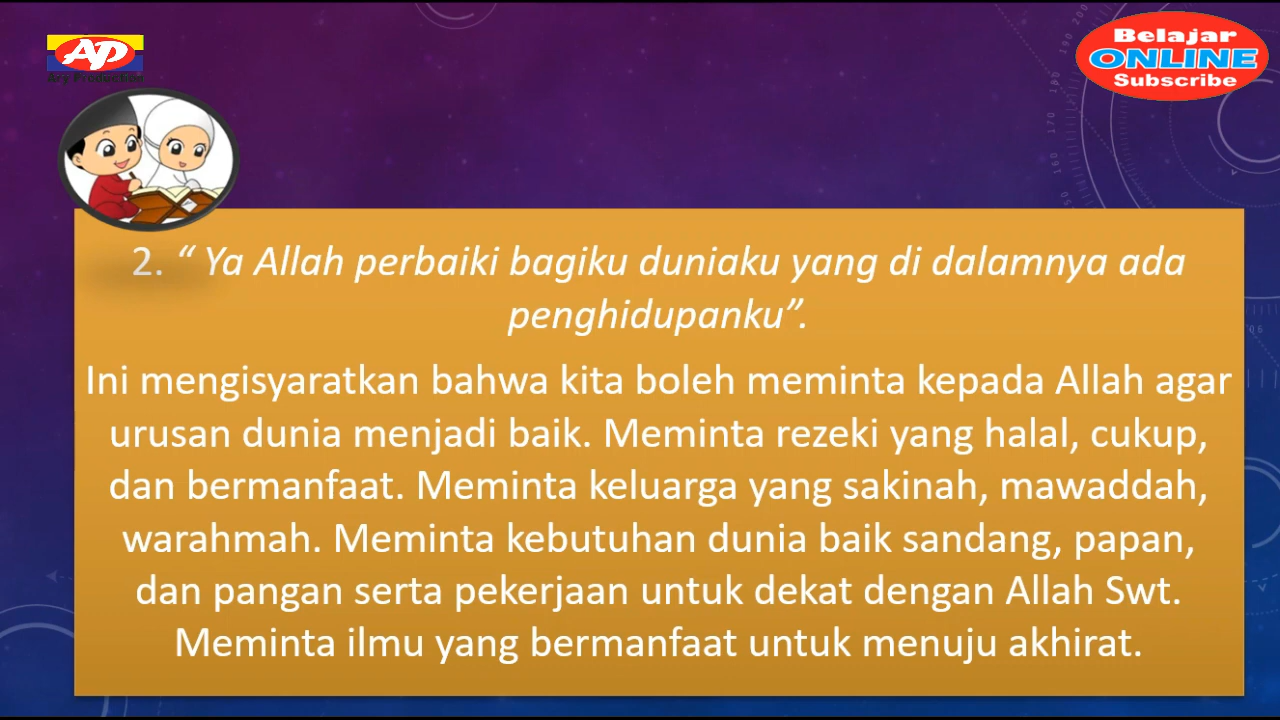 AP
Ary Production
Belajar
ONLINE
Subscribe
2. “ Ya Allah perbaiki bagiku duniaku yang di dalamnya ada
penghidupanku”.
Ini mengisyaratkan bahwa kita boleh meminta kepada Allah agar
urusan dunia menjadi baik. Meminta rezeki yang halal, cukup,
dan bermanfaat. Meminta keluarga yang sakinah, mawaddah,
warahmah. Meminta kebutuhan dunia baik sandang, papan,
dan pangan serta pekerjaan untuk dekat dengan Allah Swt.
Meminta ilmu yang bermanfaat untuk menuju akhirat.